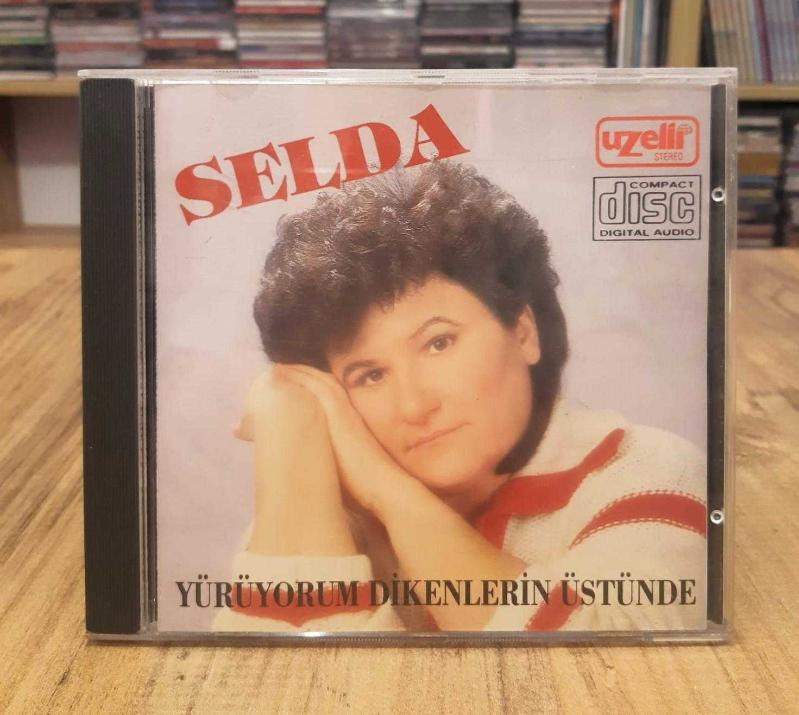 SELDA
uzelli
STEREO
COMPACT
disc
DIGITAL AUDIO
YÜRÜYORUM DİKENLERİN ÜSTÜNDE